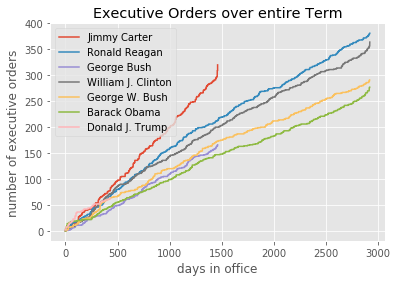 Executive Orders over entire Term
number of executive orders
400
350
300
250
200
150
100
50
0
Jimmy Carter
Ronald Reagan
George Bush
William J. Clinton
George W. Bush
Barack Obama
Donald J. Trump
0 500 1000 1500 2000 2500 3000
days in office